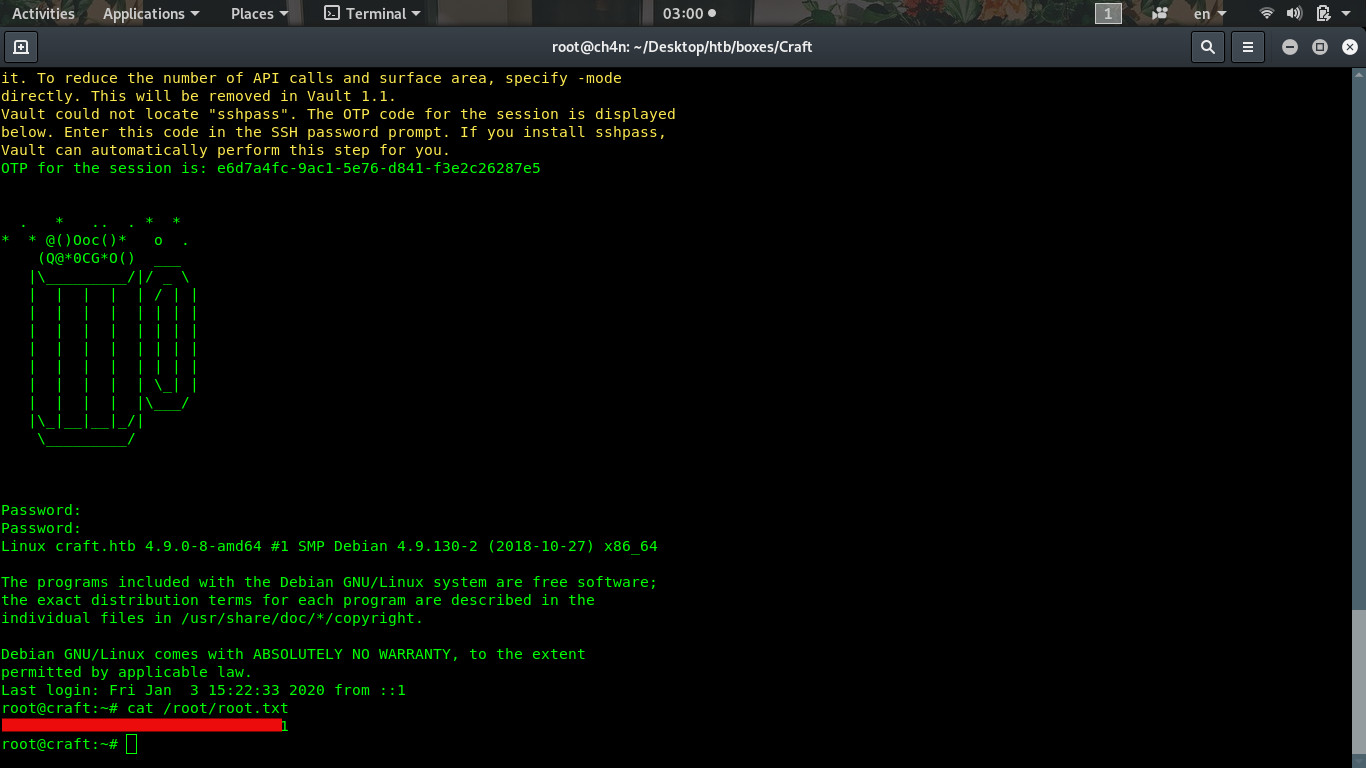 Activities Applications Places Terminal 03:00 1 en
root@ch4n: ~/Desktop/htb/boxes/Craft
it. To reduce the number of API calls and surface area, specify -mode
directly. This will be removed in Vault 1.1.
Vault could not locate "sshpass". The OTP code for the session is displayed
below. Enter this code in the SSH password prompt. If you install sshpass,
Vault can automatically perform this step for you.
OTP for the session is: e6d7a4fc-9ac1-5e76-d841-f3e2c26287e5
  .   *   ..  . *  *
*  * @()Ooc()*   o  .
    (Q@*0CG*O()  ___
   |\_________/|/ _ \
   |  |  |  |  | / | |
   |  |  |  |  | | | |
   |  |  |  |  | | | |
   |  |  |  |  | | | |
   |  |  |  |  | | | |
   |  |  |  |  | \_| |
   |  |  |  |  |\___/
   |\_|__|__|_/|
    \_________/
Password:
Password:
Linux craft.htb 4.9.0-8-amd64 #1 SMP Debian 4.9.130-2 (2018-10-27) x86_64
The programs included with the Debian GNU/Linux system are free software;
the exact distribution terms for each program are described in the
individual files in /usr/share/doc/*/copyright.
Debian GNU/Linux comes with ABSOLUTELY NO WARRANTY, to the extent
permitted by applicable law.
Last login: Fri Jan  3 15:22:33 2020 from ::1
root@craft:~# cat /root/root.txt
1
root@craft:~#